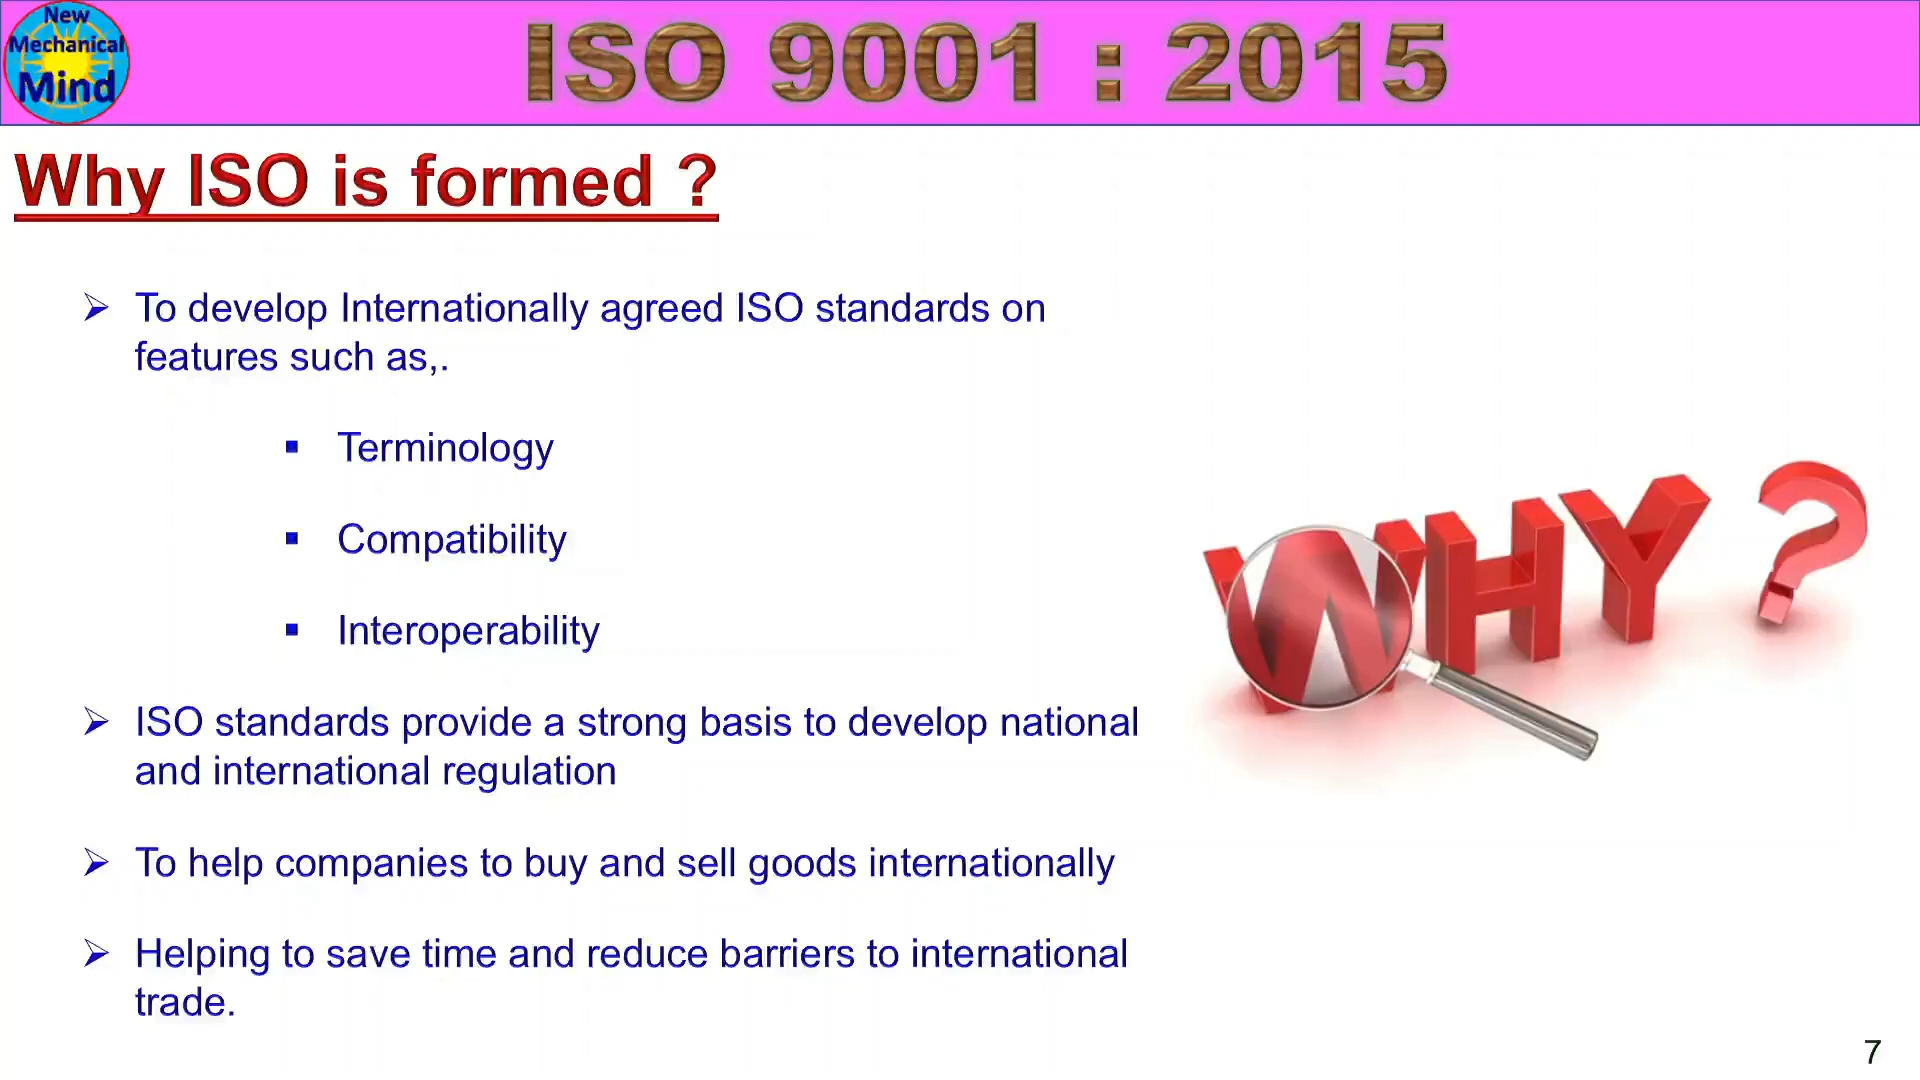 New
Mechanical
Mind
ISO 9001 : 2015
Why ISO is formed ?
➢ To develop Internationally agreed ISO standards on
features such as,.
▪ Terminology
▪ Compatibility
▪ Interoperability
➢ ISO standards provide a strong basis to develop national
and international regulation
➢ To help companies to buy and sell goods internationally
➢ Helping to save time and reduce barriers to international
trade.
WHY ?
7